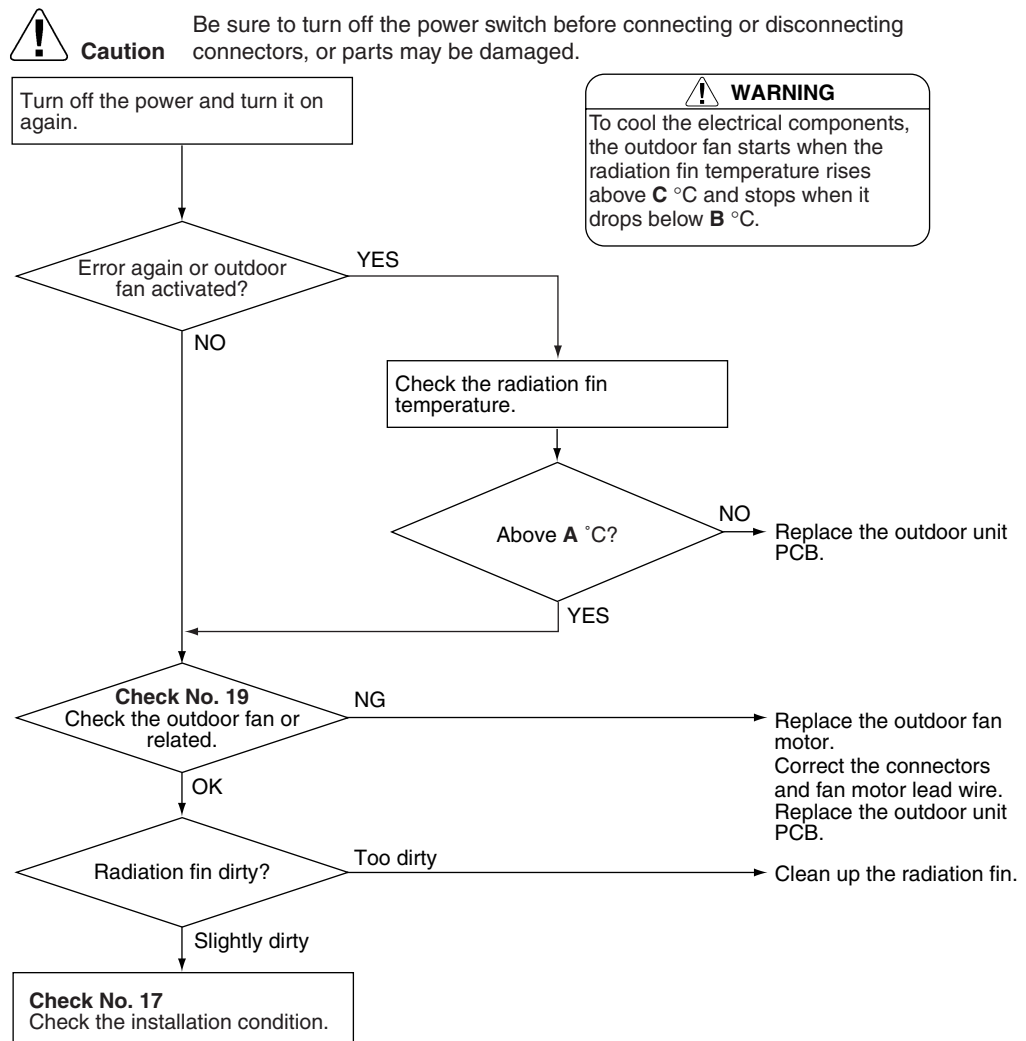 Be sure to turn off the power switch before connecting or disconnecting
Caution connectors, or parts may be damaged.
Turn off the power and turn it on
again.
WARNING
To cool the electrical components,
the outdoor fan starts when the
radiation fin temperature rises
above C °C and stops when it
drops below B °C.
Error again or outdoor
fan activated?
YES
NO
Check the radiation fin
temperature.
Above A ˚C?
NO
Replace the outdoor unit
PCB.
YES
Check No. 19
Check the outdoor fan or
related.
NG
Replace the outdoor fan
motor.
Correct the connectors
and fan motor lead wire.
Replace the outdoor unit
PCB.
OK
Radiation fin dirty?
Too dirty
Clean up the radiation fin.
Slightly dirty
Check No. 17
Check the installation condition.